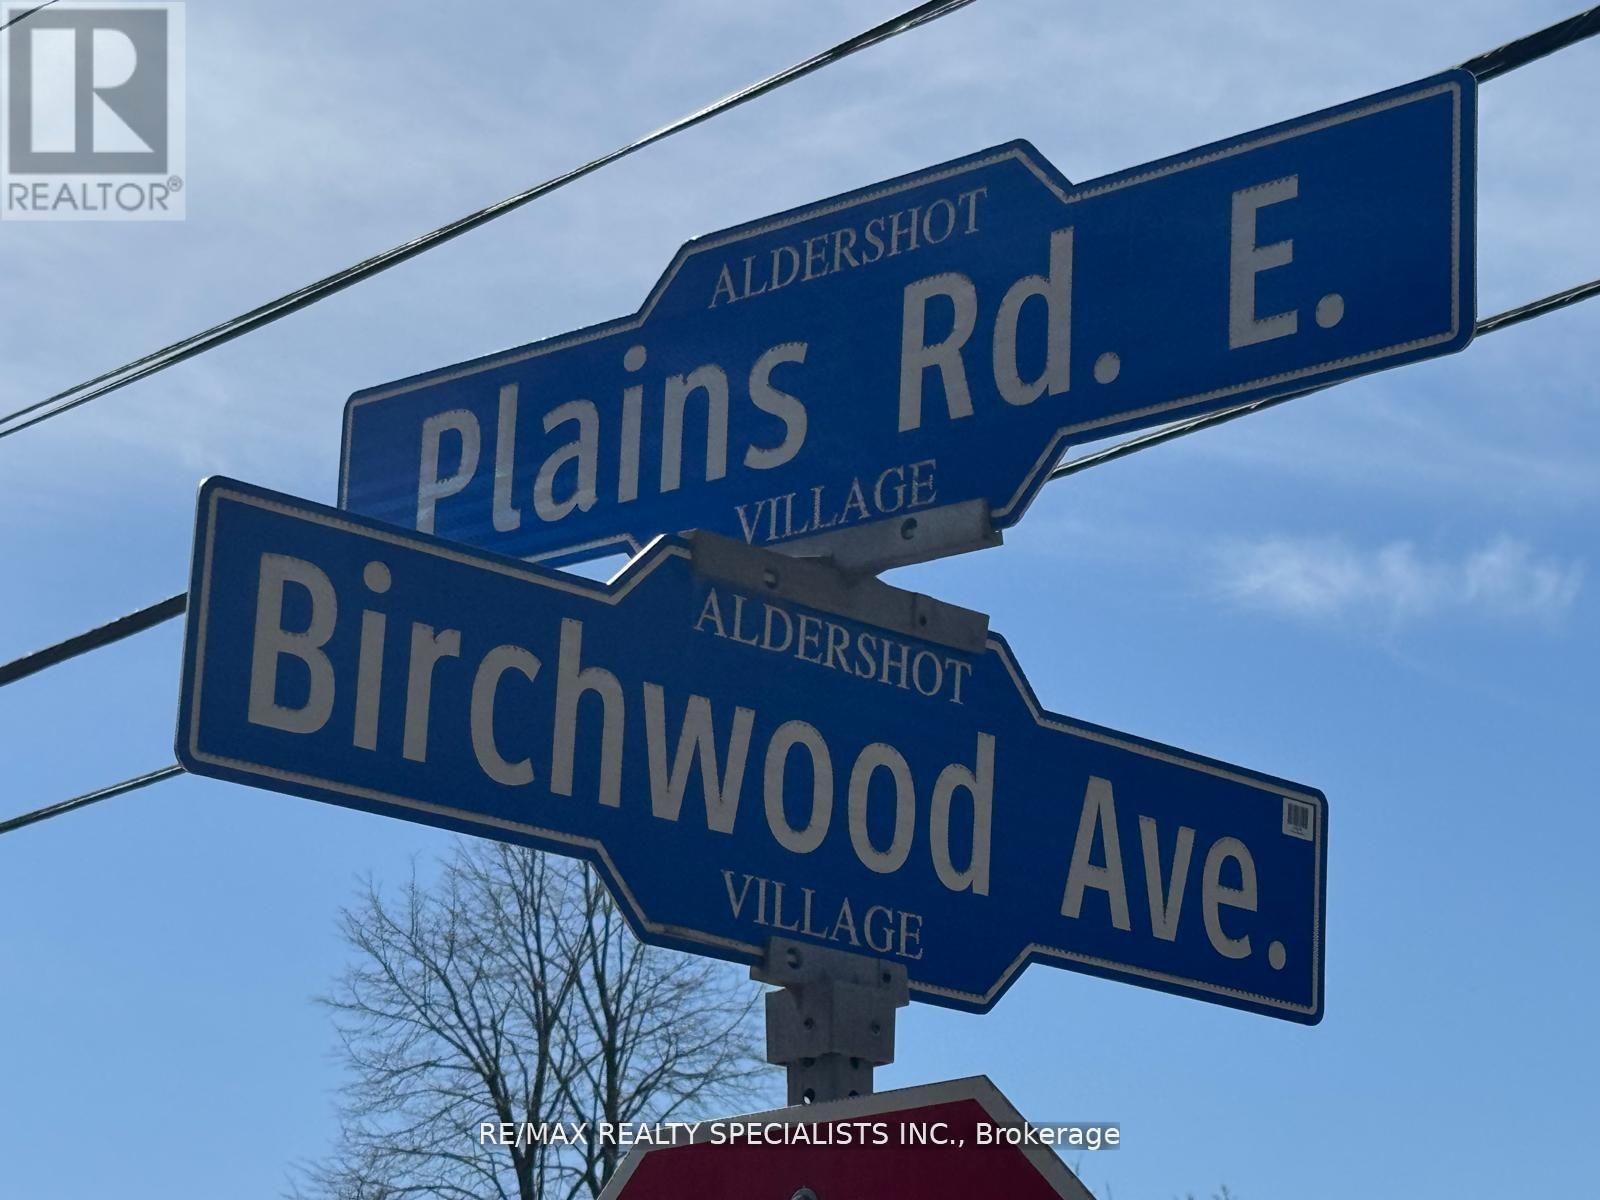 REALTOR®
ALDERSHOT
Plains Rd. E.
VILLAGE
ALDERSHOT
Birchwood Ave.
VILLAGE
RE/MAX REALTY SPECIALISTS INC., Brokerage